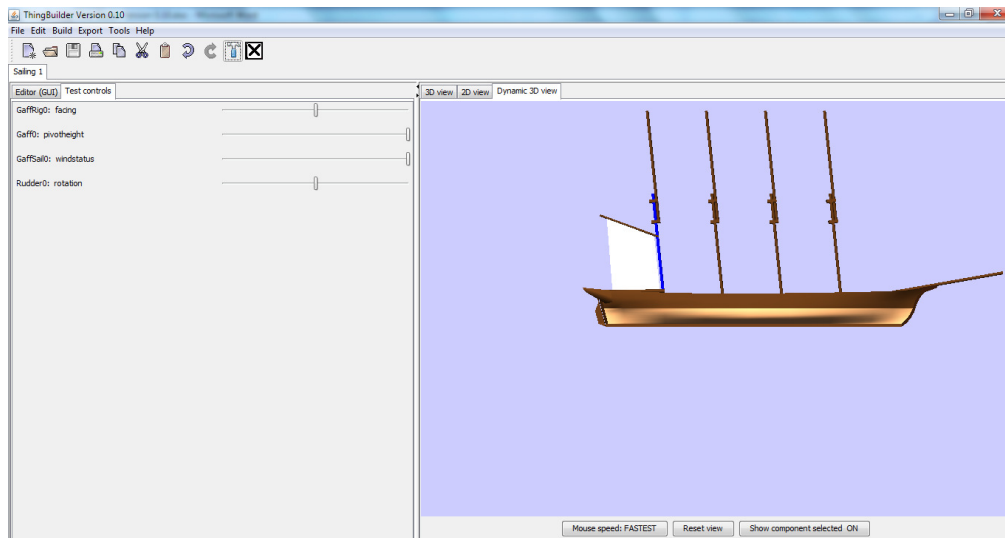 ThingBuilder Version 0.10
File Edit Build Export Tools Help
Sailing 1
Editor (GUI) Test controls
3D view 2D view Dynamic 3D view
GaffRig0: facing
Gaff0: pivotheight
GaffSail0: windstatus
Rudder0: rotation
Mouse speed: FASTEST Reset view Show component selected ON